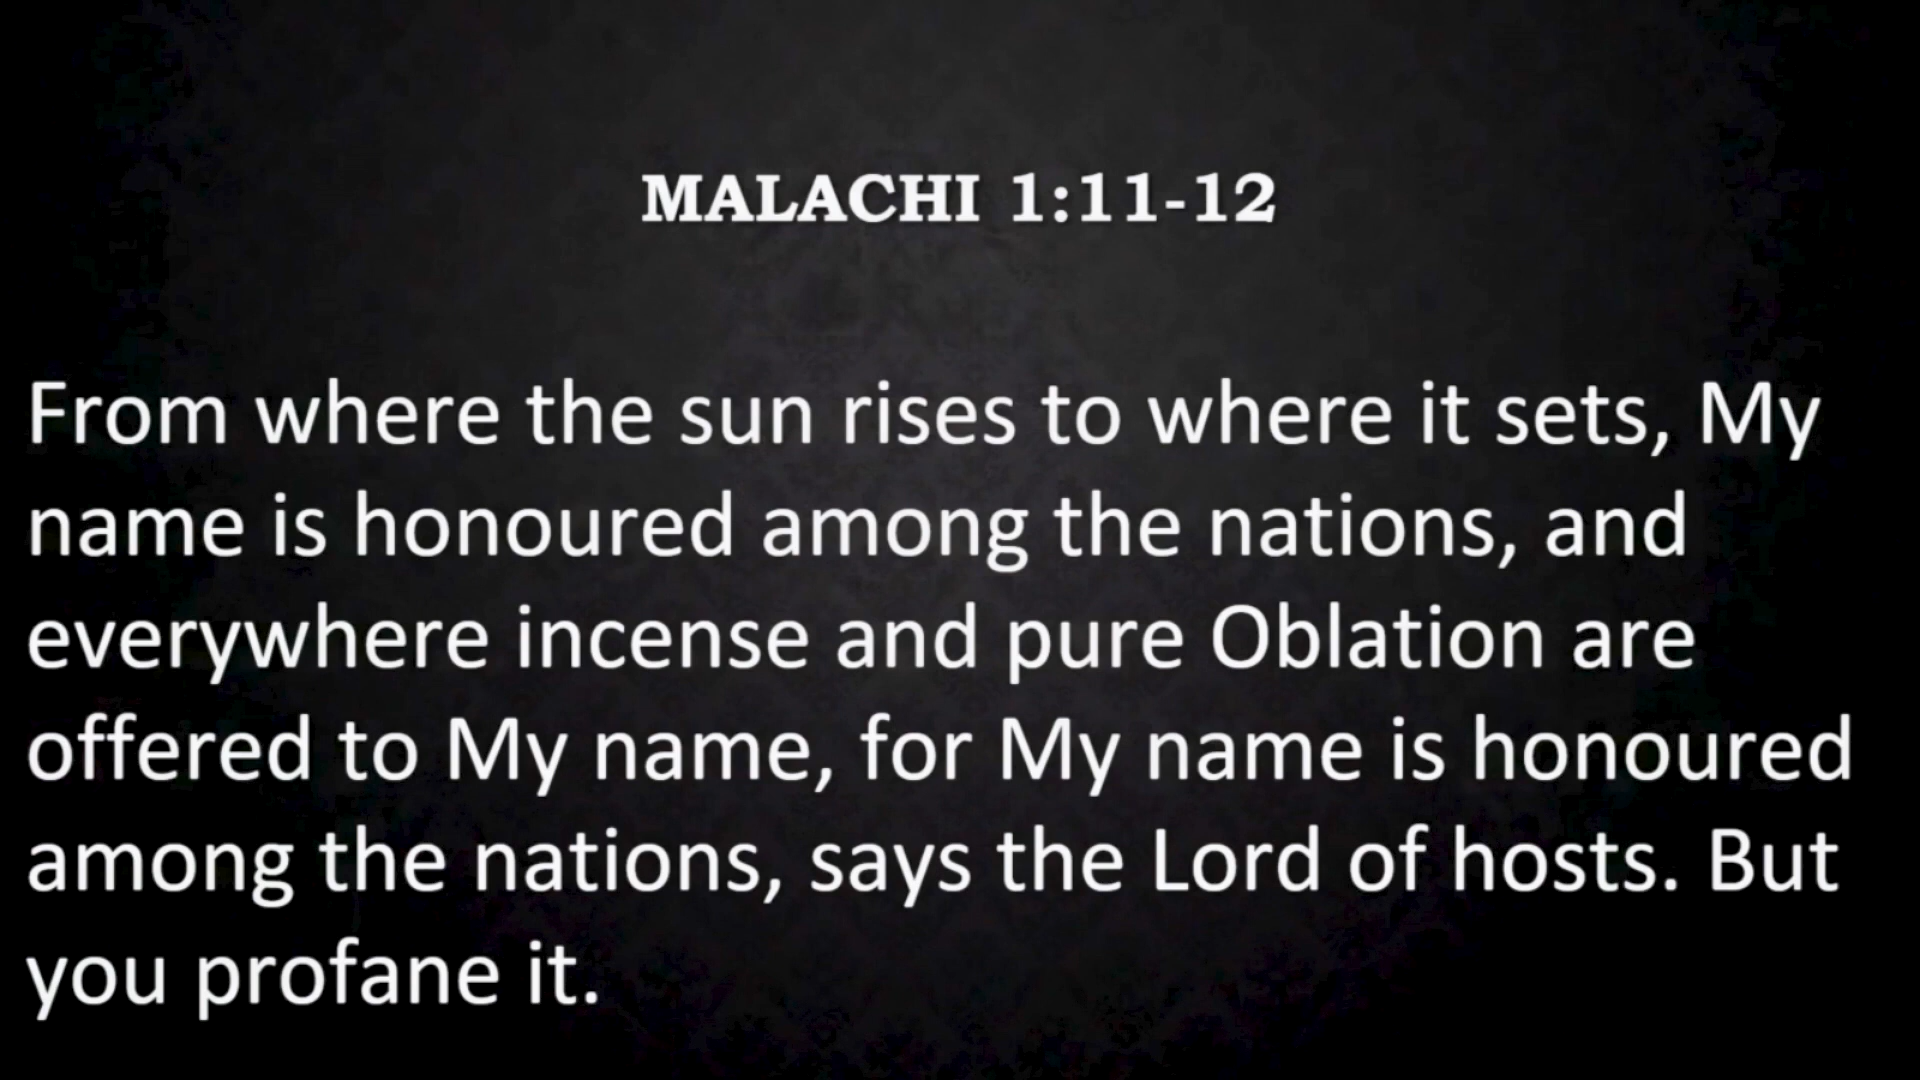 MALACHI 1:11-12
From where the sun rises to where it sets, My
name is honoured among the nations, and
everywhere incense and pure Oblation are
offered to My name, for My name is honoured
among the nations, says the Lord of hosts. But
you profane it.